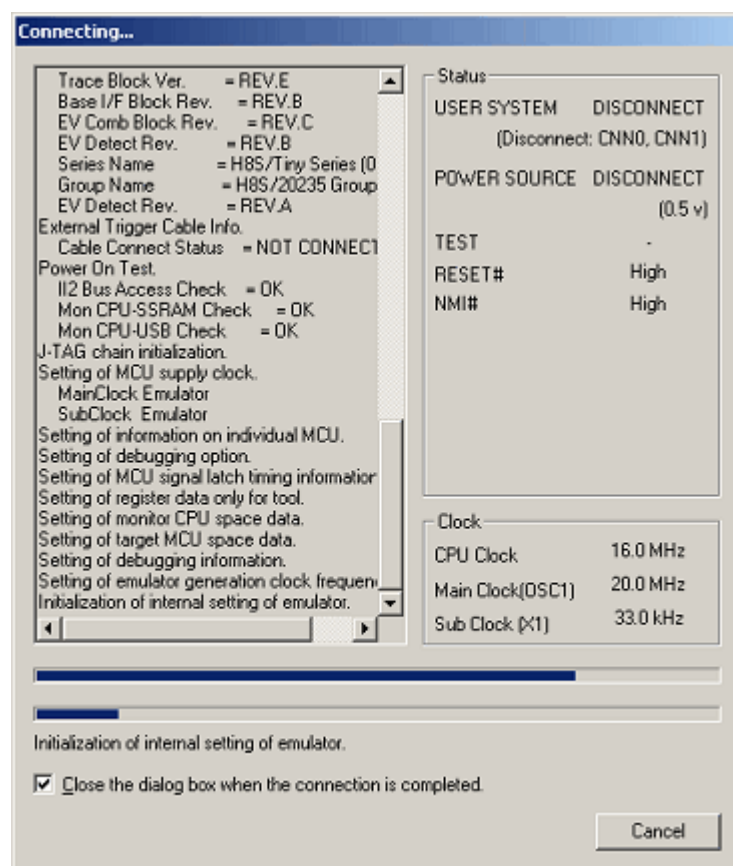 Connecting...
Trace Block Ver. = REV.E
Base I/F Block Rev. = REV.B
EV Comb Block Rev. = REV.C
EV Detect Rev. = REV.B
Series Name = H8S/Tiny Series (0
Group Name = H8S/20235 Group
EV Detect Rev. = REV.A
External Trigger Cable Info.
Cable Connect Status = NOT CONNECT
Power On Test.
II2 Bus Access Check = OK
Mon CPU-SSRAM Check = OK
Mon CPU-USB Check = OK
J-TAG chain initialization.
Setting of MCU supply clock.
MainClock Emulator
SubClock Emulator
Setting of information on individual MCU.
Setting of debugging option.
Setting of MCU signal latch timing information
Setting of register data only for tool.
Setting of monitor CPU space data.
Setting of target MCU space data.
Setting of debugging information.
Setting of emulator generation clock frequen
Initialization of internal setting of emulator.
Status
USER SYSTEM DISCONNECT
(Disconnect: CNN0, CNN1)
POWER SOURCE DISCONNECT
(0.5 v)
TEST -
RESET# High
NMI# High
Clock
CPU Clock 16.0 MHz
Main Clock(OSC1) 20.0 MHz
Sub Clock (X1) 33.0 kHz
Initialization of internal setting of emulator.
Close the dialog box when the connection is completed.
Cancel